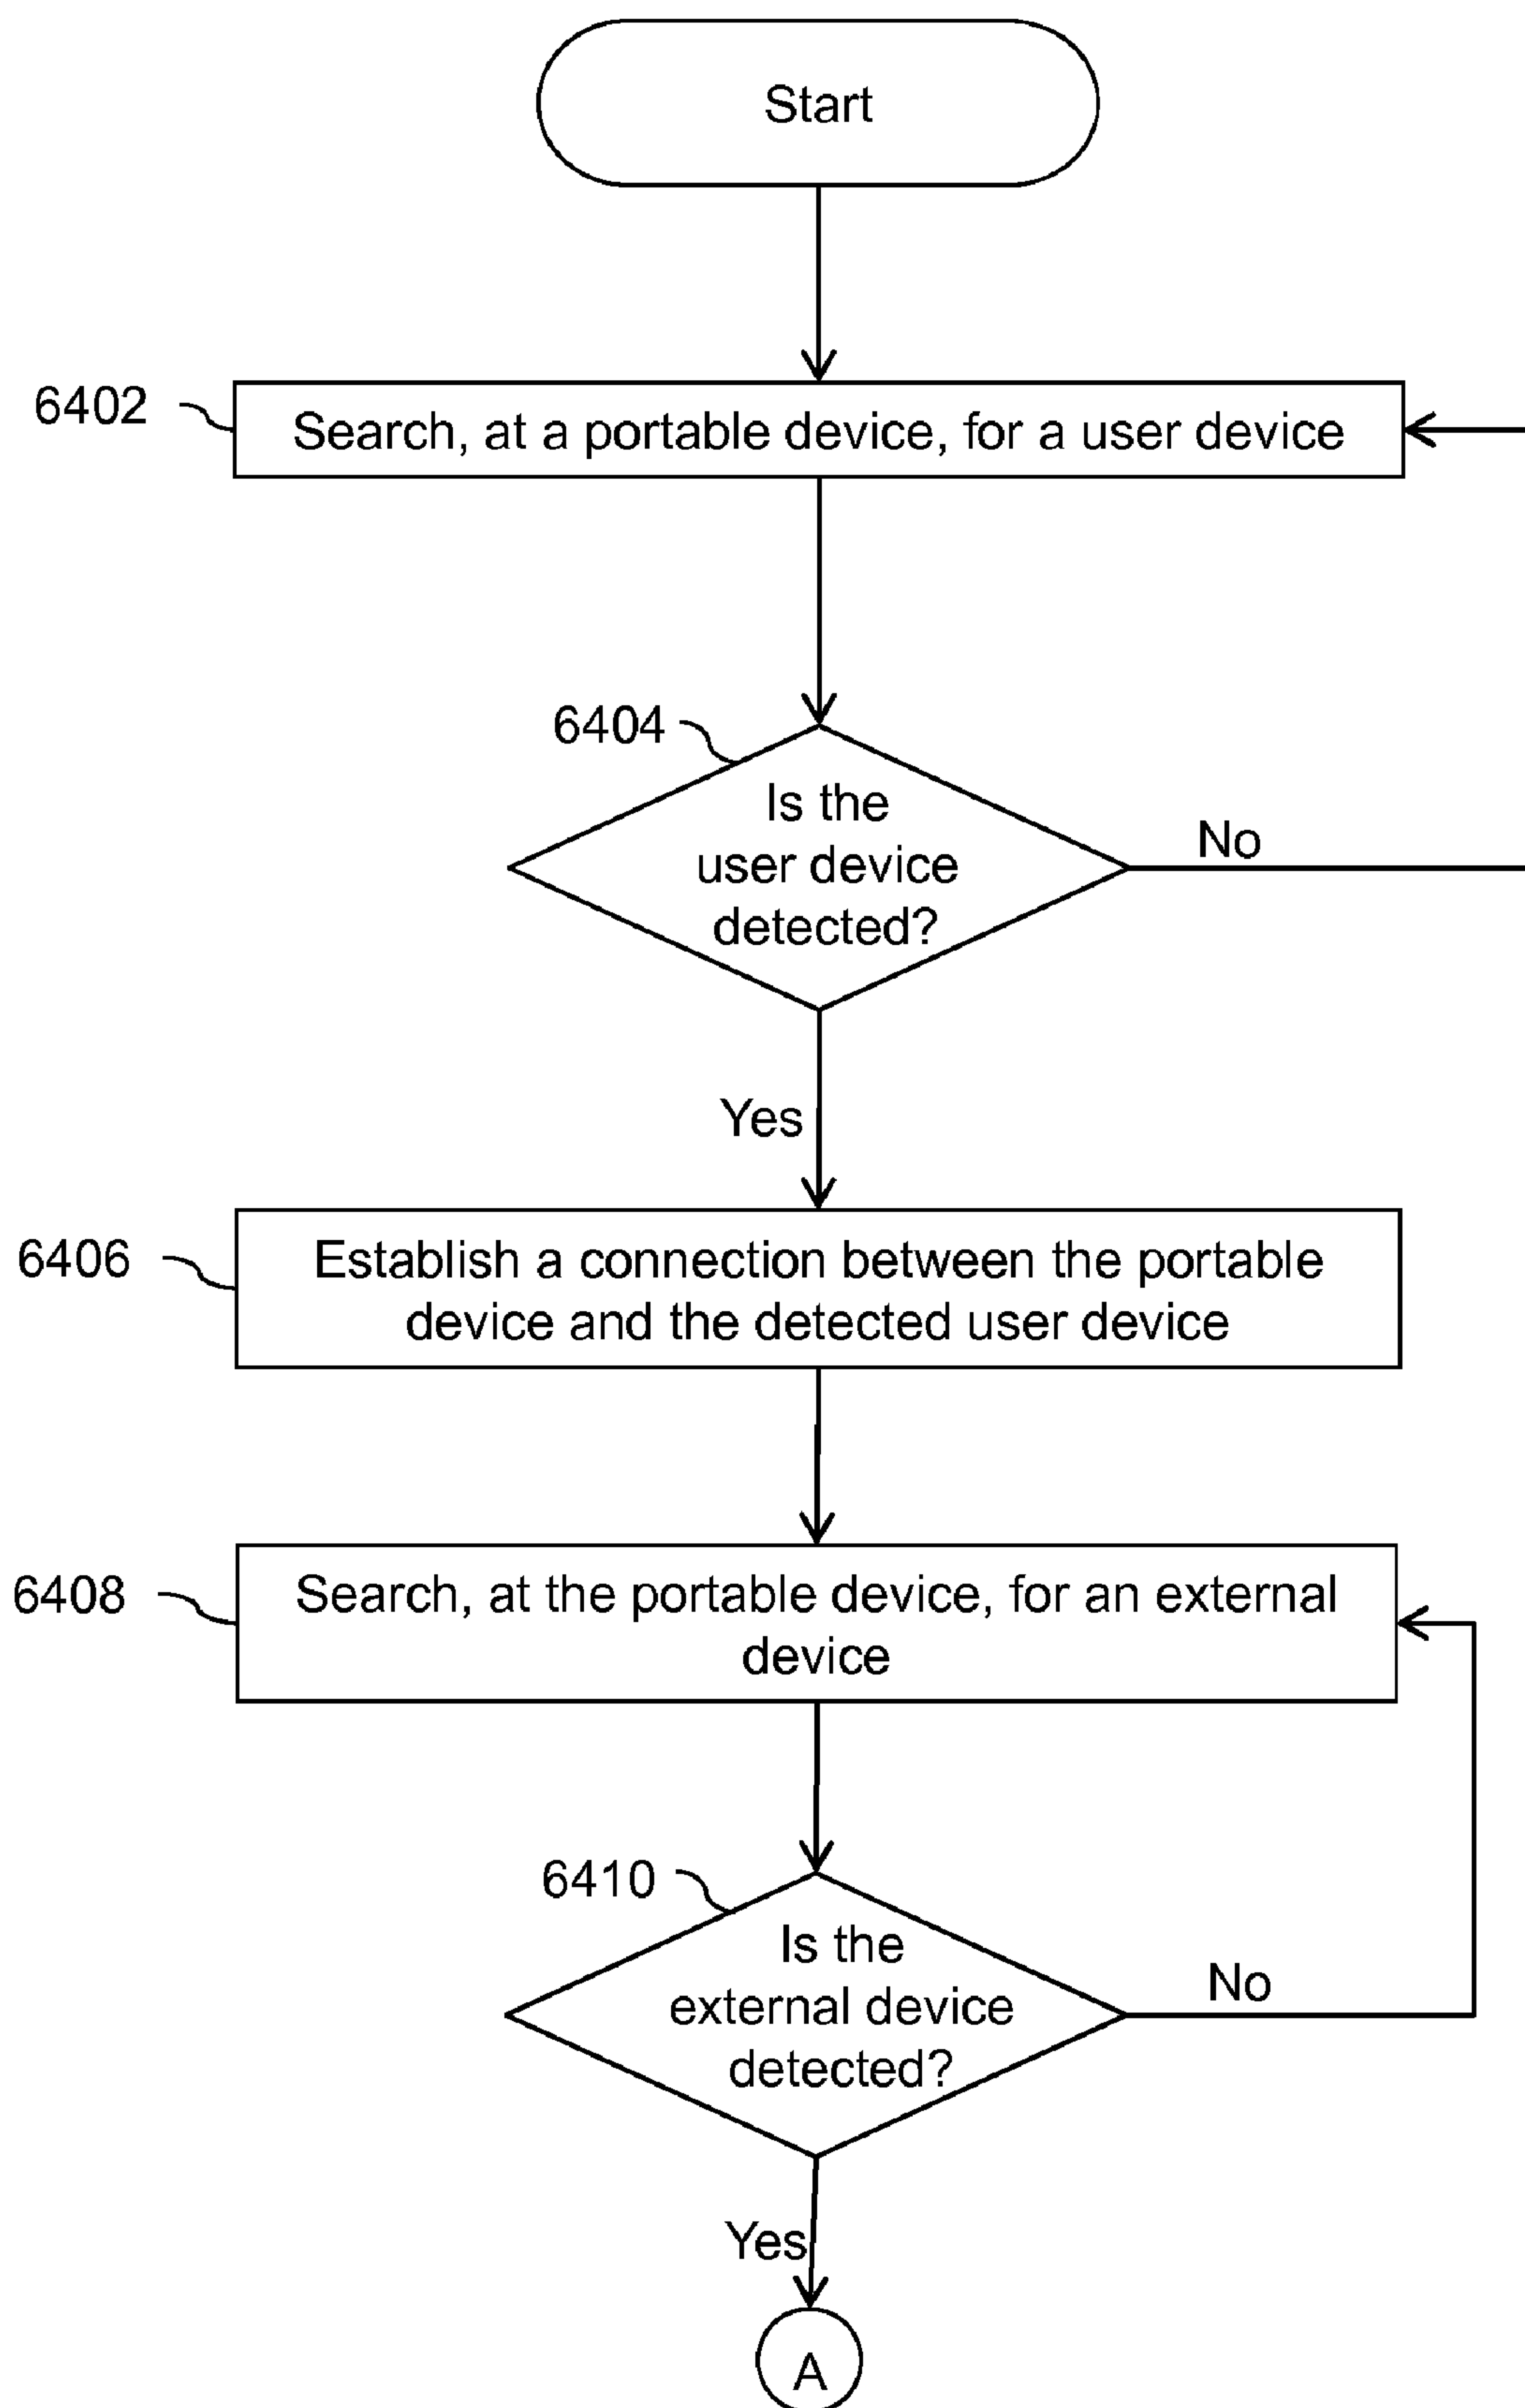 Start
6402
Search, at a portable device, for a user device
6404
Is the
user device
detected?
No
Yes
6406
Establish a connection between the portable
device and the detected user device
6408
Search, at the portable device, for an external
device
6410
Is the
external device
detected?
No
Yes
A